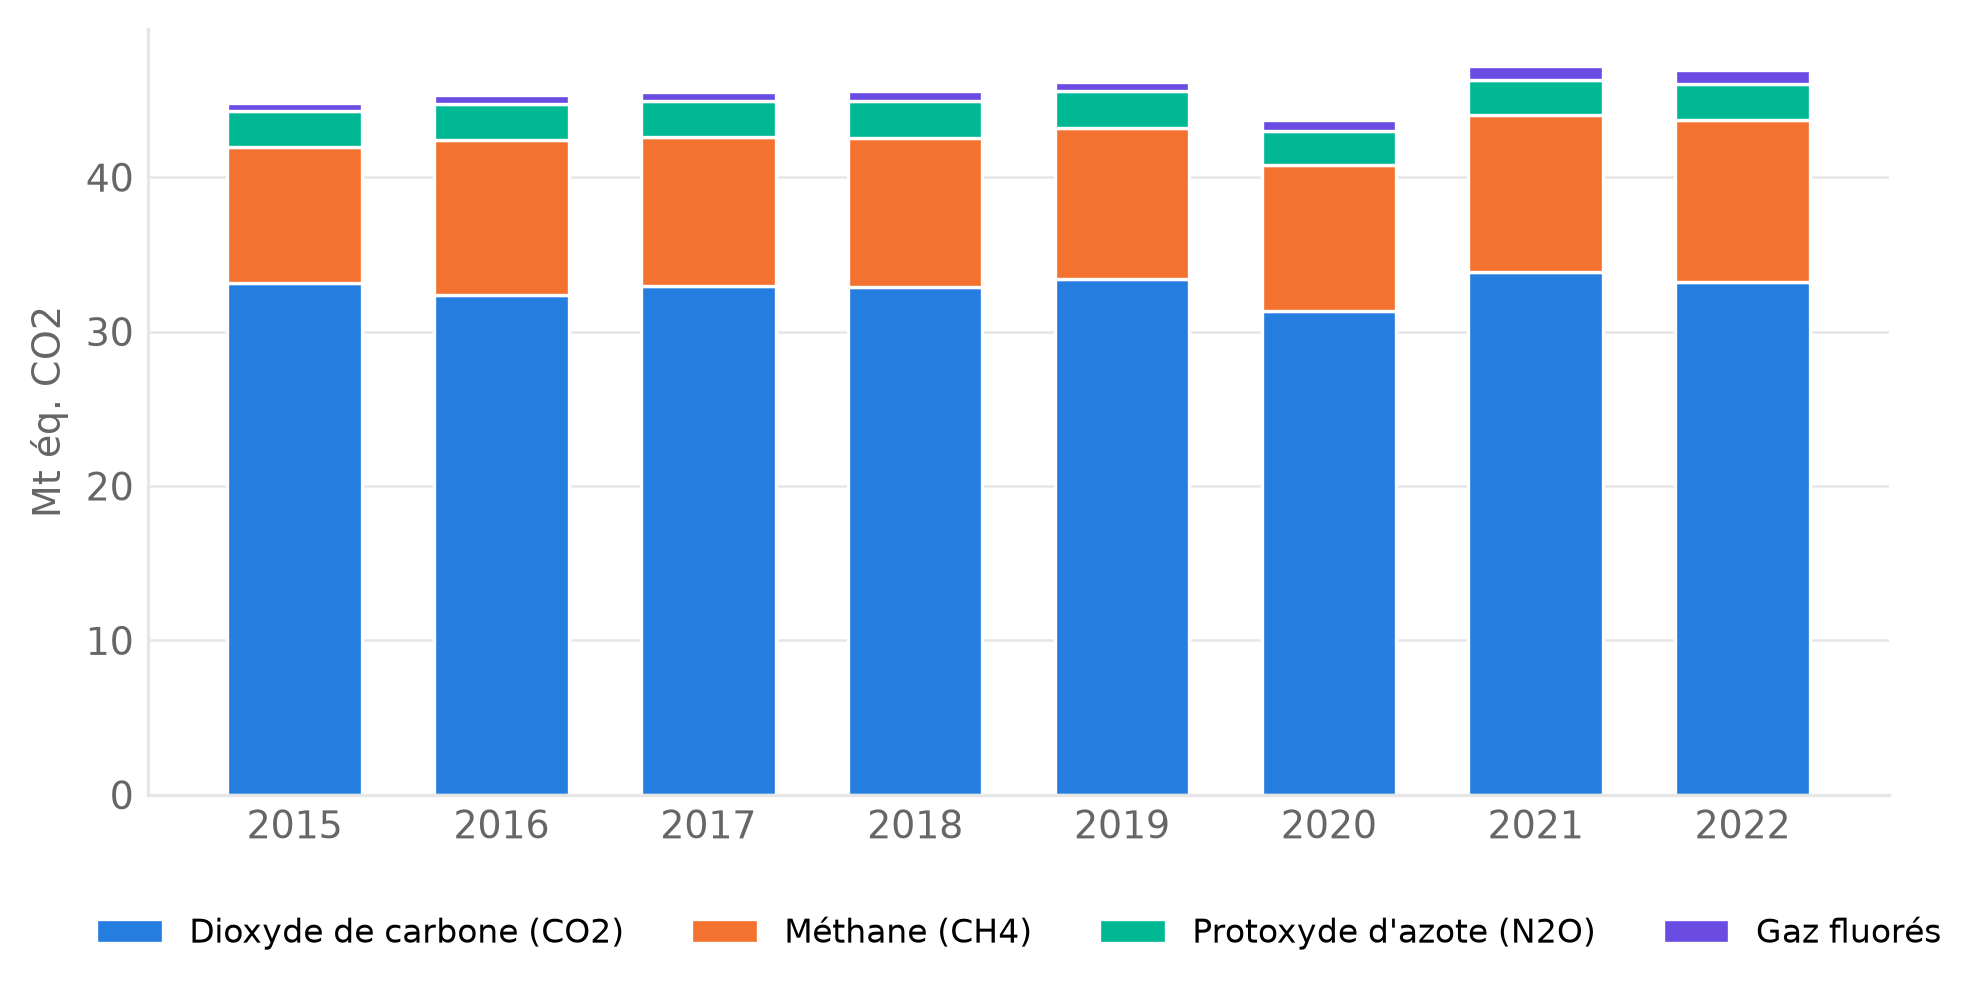 Mt éq. CO2
40
30
20
10
0
2015 2016 2017 2018 2019 2020 2021 2022
Dioxyde de carbone (CO2) Méthane (CH4) Protoxyde d'azote (N2O) Gaz fluorés